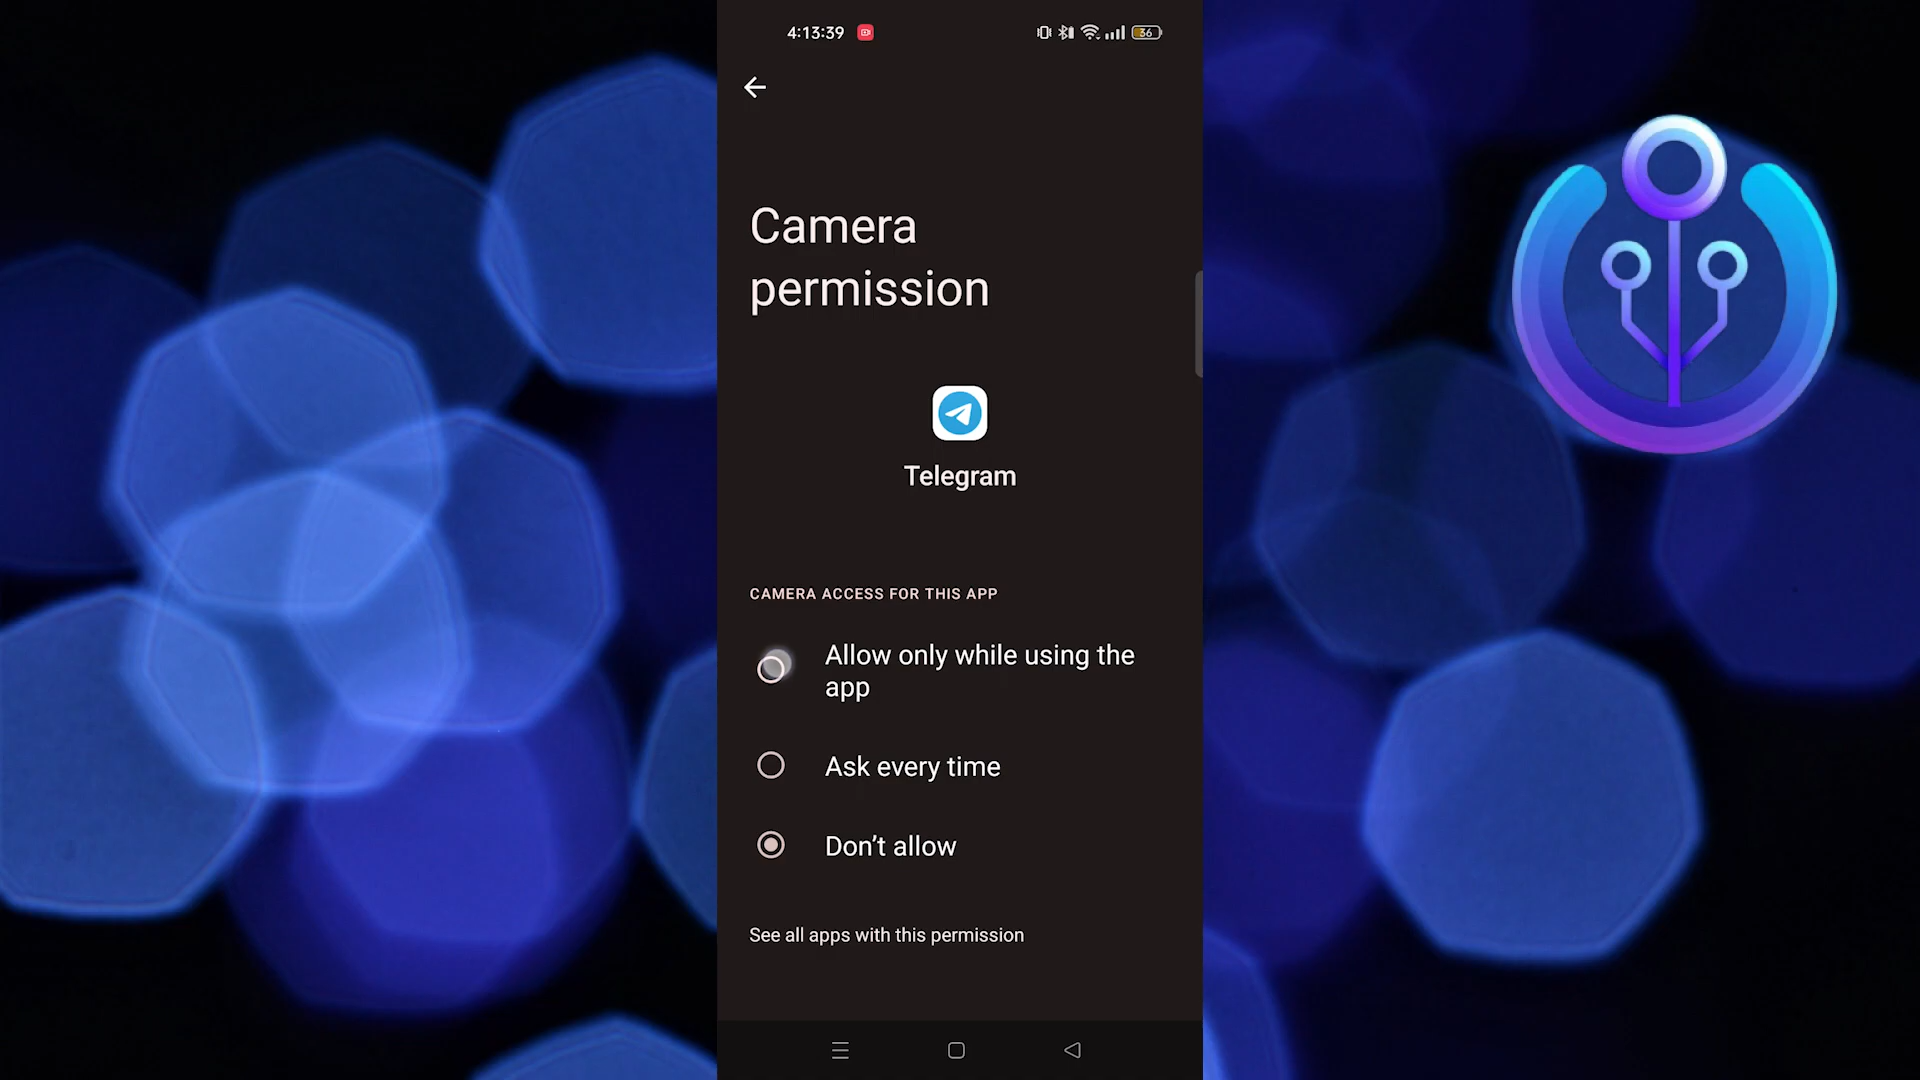 4:13:39
36
Camera
permission
Telegram
CAMERA ACCESS FOR THIS APP
Allow only while using the
app
Ask every time
Don’t allow
See all apps with this permission